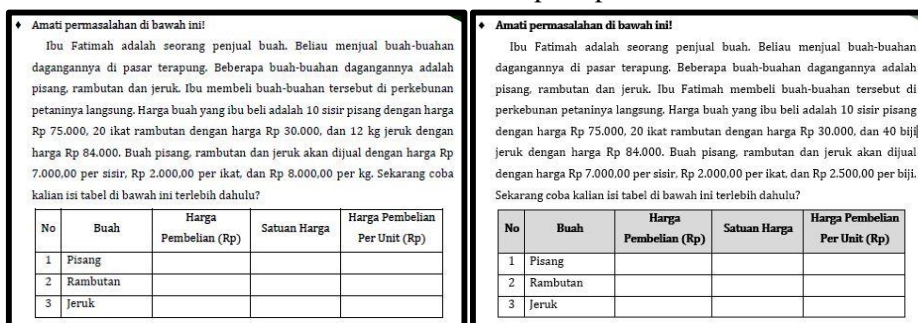 ♦ Amati permasalahan di bawah ini!
Ibu Fatimah adalah seorang penjual buah. Beliau menjual buah-buahan
dagangannya di pasar terapung. Beberapa buah-buahan dagangannya adalah
pisang, rambutan dan jeruk. Ibu membeli buah-buahan tersebut di perkebunan
petaninya langsung. Harga buah yang ibu beli adalah 10 sisir pisang dengan harga
Rp 75.000, 20 ikat rambutan dengan harga Rp 30.000, dan 12 kg jeruk dengan
harga Rp 84.000. Buah pisang, rambutan dan jeruk akan dijual dengan harga Rp
7.000,00 per sisir, Rp 2.000,00 per ikat, dan Rp 8.000,00 per kg. Sekarang coba
kalian isi tabel di bawah ini terlebih dahulu?
No Buah Harga Pembelian (Rp) Satuan Harga Harga Pembelian Per Unit (Rp)
1 Pisang
2 Rambutan
3 Jeruk
♦ Amati permasalahan di bawah ini!
Ibu Fatimah adalah seorang penjual buah. Beliau menjual buah-buahan
dagangannya di pasar terapung. Beberapa buah-buahan dagangannya adalah
pisang, rambutan dan jeruk. Ibu Fatimah membeli buah-buahan tersebut di
perkebunan petaninya langsung. Harga buah yang ibu beli adalah 10 sisir pisang
dengan harga Rp 75.000, 20 ikat rambutan dengan harga Rp 30.000, dan 40 biji
jeruk dengan harga Rp 84.000. Buah pisang, rambutan dan jeruk akan dijual
dengan harga Rp 7.000,00 per sisir, Rp 2.000,00 per ikat, dan Rp 2.500,00 per biji.
Sekarang coba kalian isi tabel di bawah ini terlebih dahulu?
No Buah Harga Pembelian (Rp) Satuan Harga Harga Pembelian Per Unit (Rp)
1 Pisang
2 Rambutan
3 Jeruk